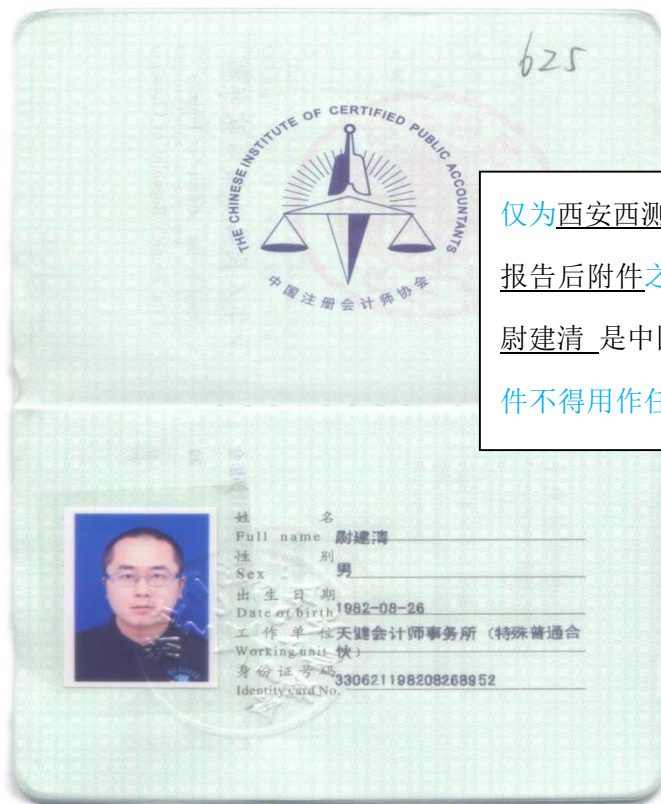 625
THE CHINESE INSTITUTE OF CERTIFIED PUBLIC ACCOUNTANTS
中国注册会计师协会
仅为西安西测
报告后附件之
尉建清 是中国
件不得用作任
姓 名
Full name 尉建清
性 别
Sex 男
出 生 日 期
Date of birth 1982-08-26
工 作 单 位 天健会计师事务所（特殊普通合
Working unit 伙）
身份证号码
Identity card No. 330621198208268952